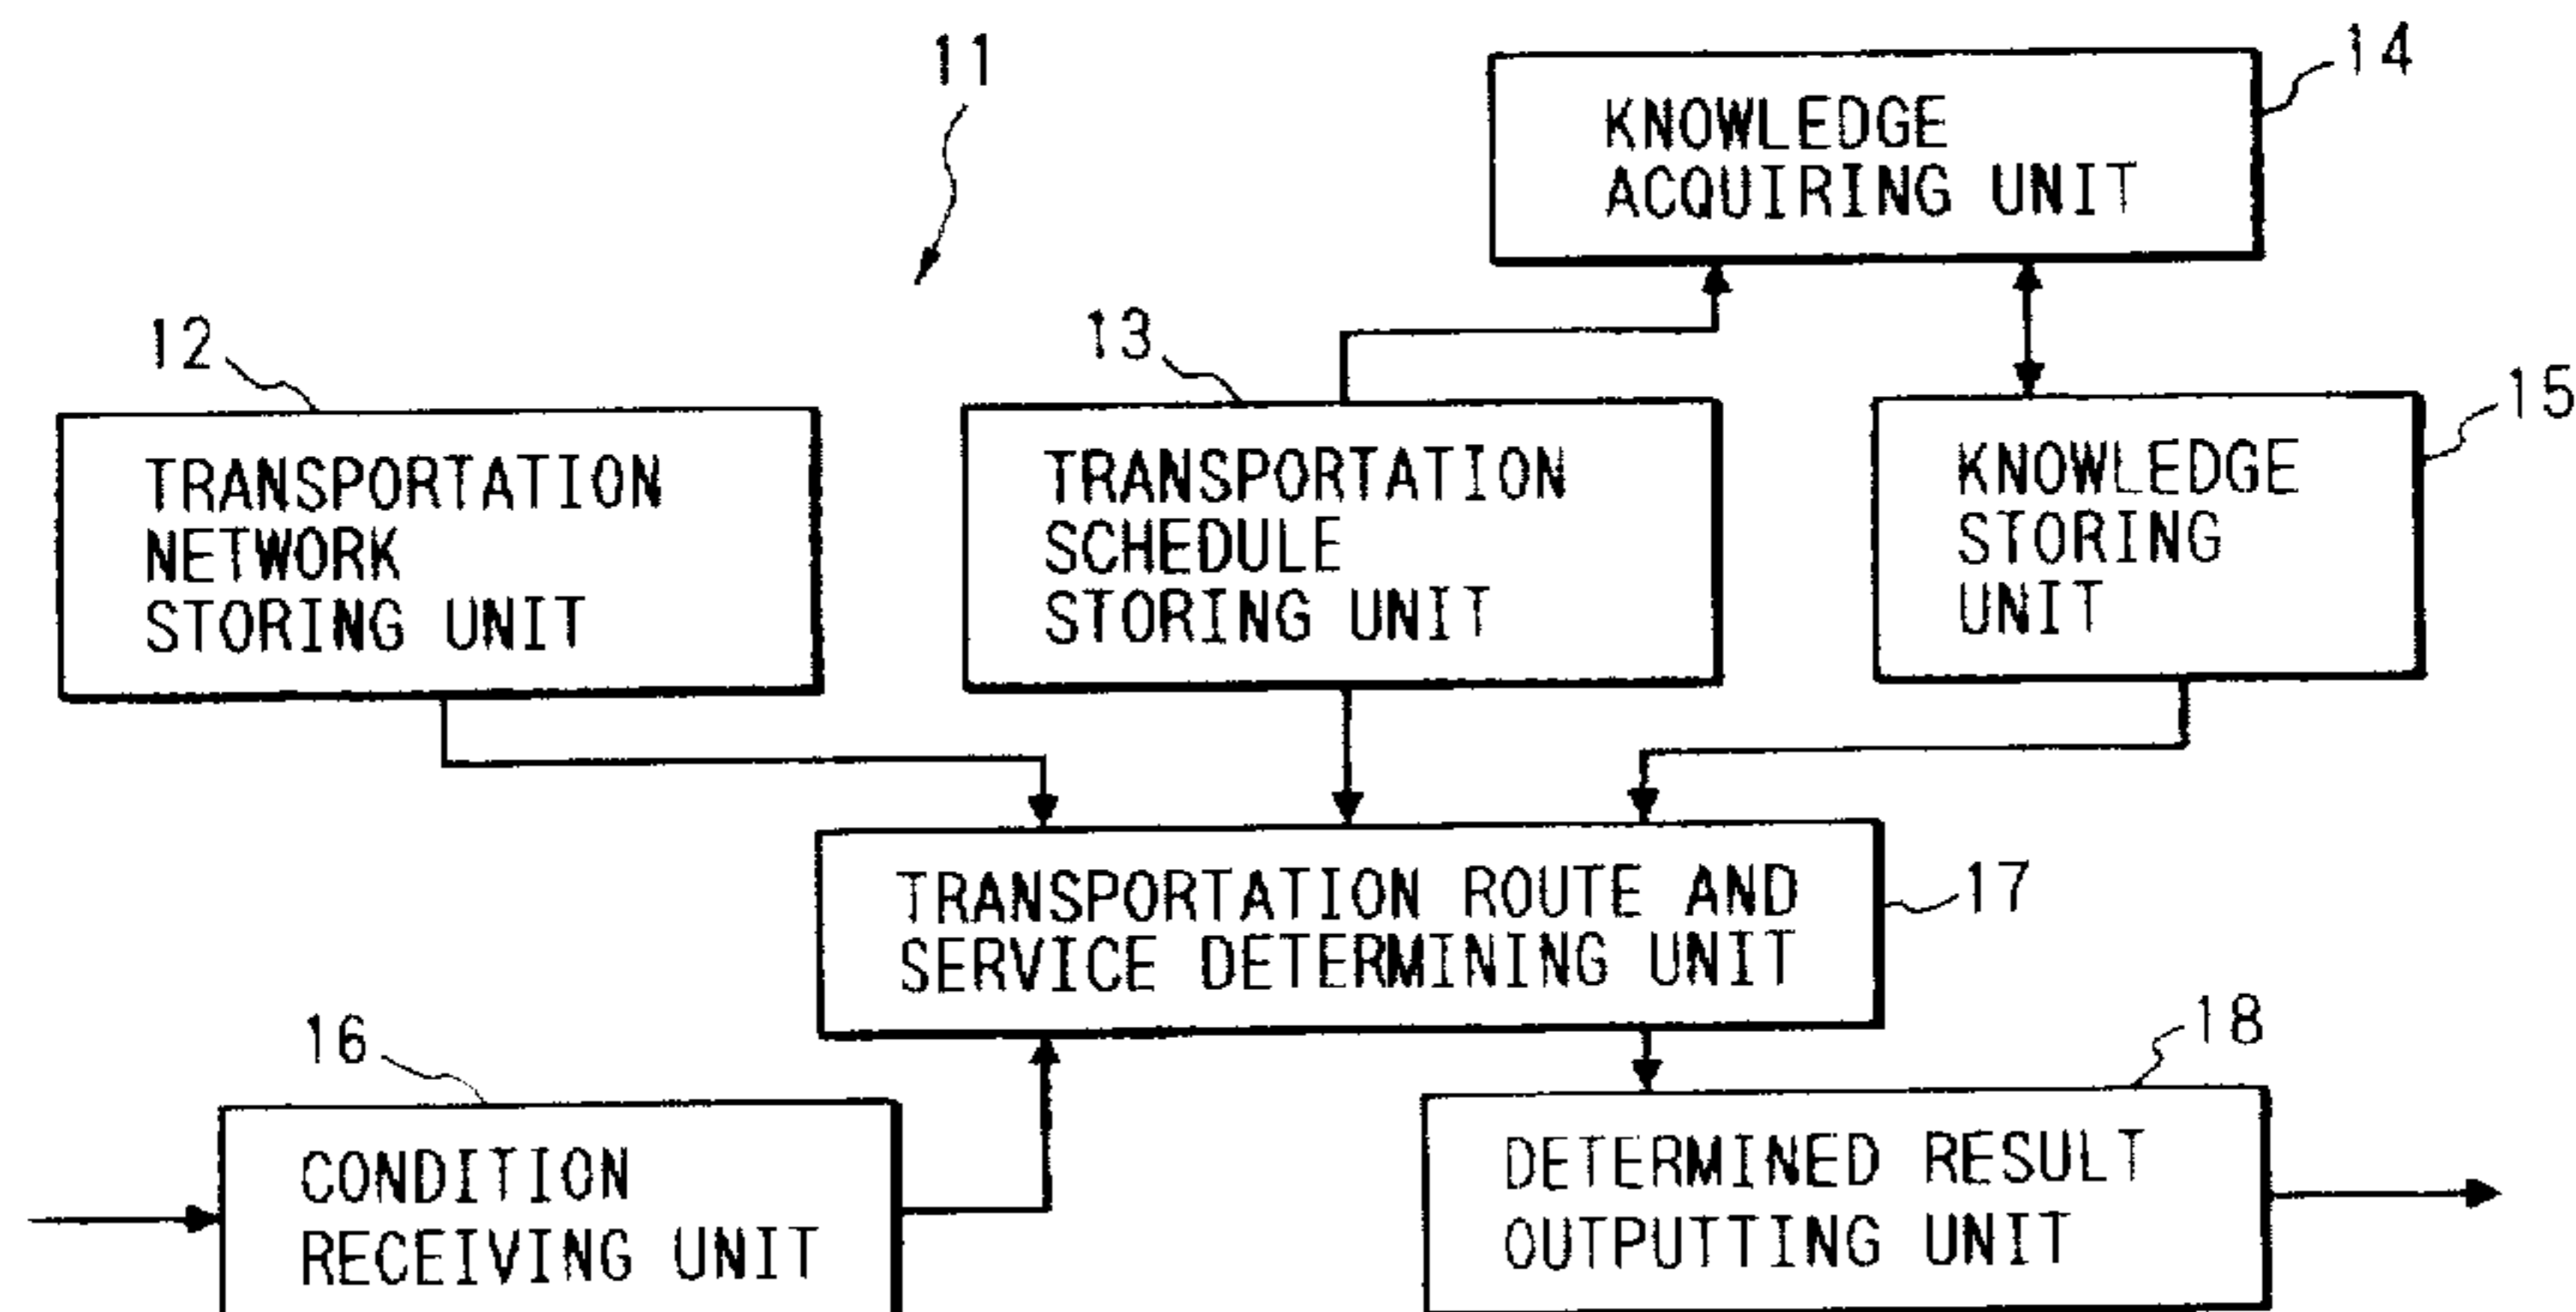 11
14
KNOWLEDGE
ACQUIRING UNIT
12
13
15
TRANSPORTATION
NETWORK
STORING UNIT
TRANSPORTATION
SCHEDULE
STORING UNIT
KNOWLEDGE
STORING
UNIT
TRANSPORTATION ROUTE AND
SERVICE DETERMINING UNIT
17
16
18
CONDITION
RECEIVING UNIT
DETERMINED RESULT
OUTPUTTING UNIT